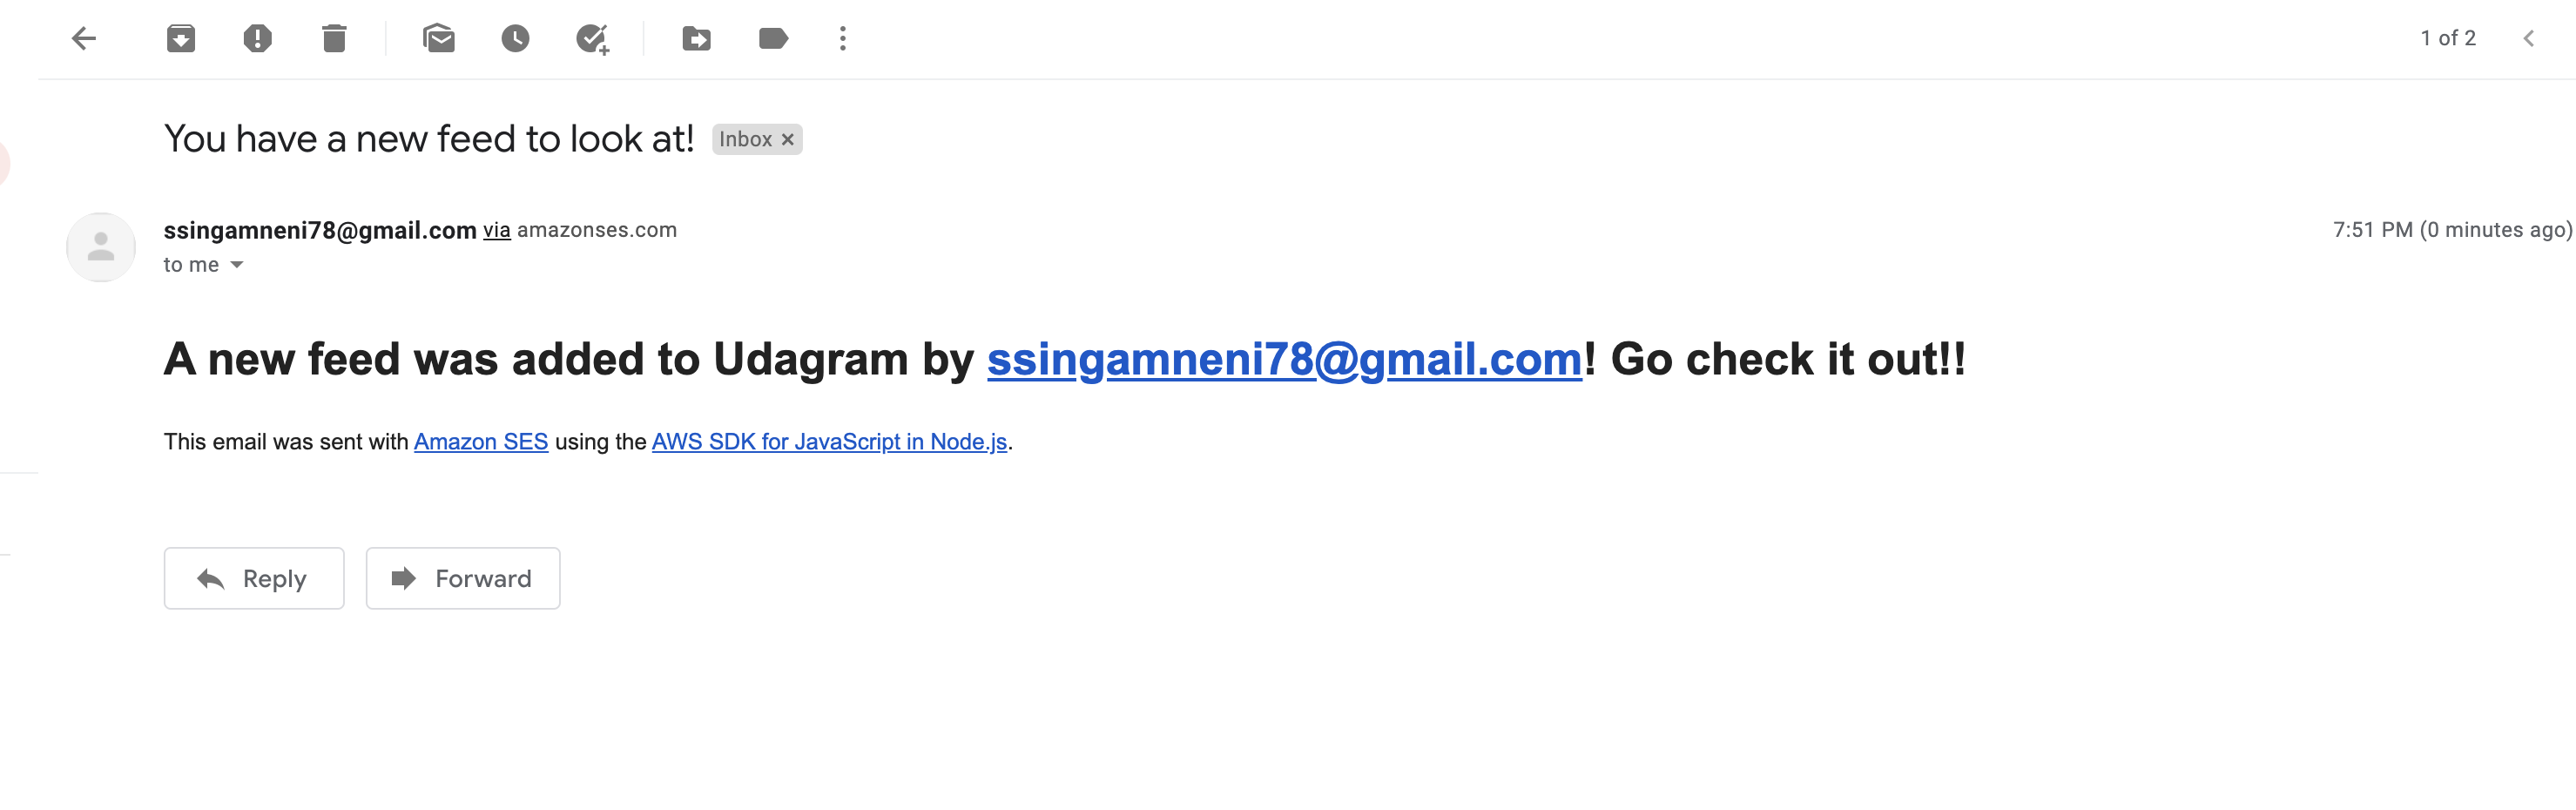 1 of 2
You have a new feed to look at! Inbox ×
ssingamneni78@gmail.com via amazonses.com
7:51 PM (0 minutes ago)
to me
A new feed was added to Udagram by ssingamneni78@gmail.com! Go check it out!!
This email was sent with Amazon SES using the AWS SDK for JavaScript in Node.js.
Reply
Forward